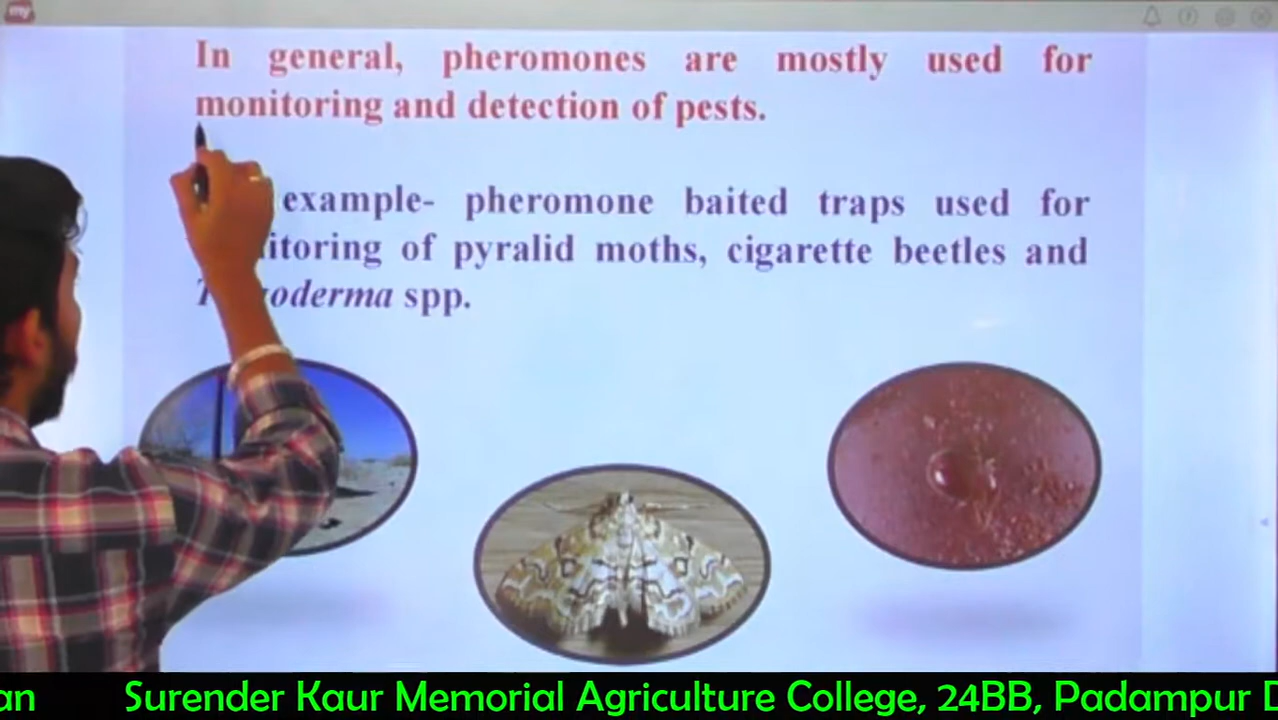 my
In general, pheromones are mostly used for
monitoring and detection of pests.
example- pheromone baited traps used for
itoring of pyralid moths, cigarette beetles and
T oderma spp.
an Surender Kaur Memorial Agriculture College, 24BB, Padampur D